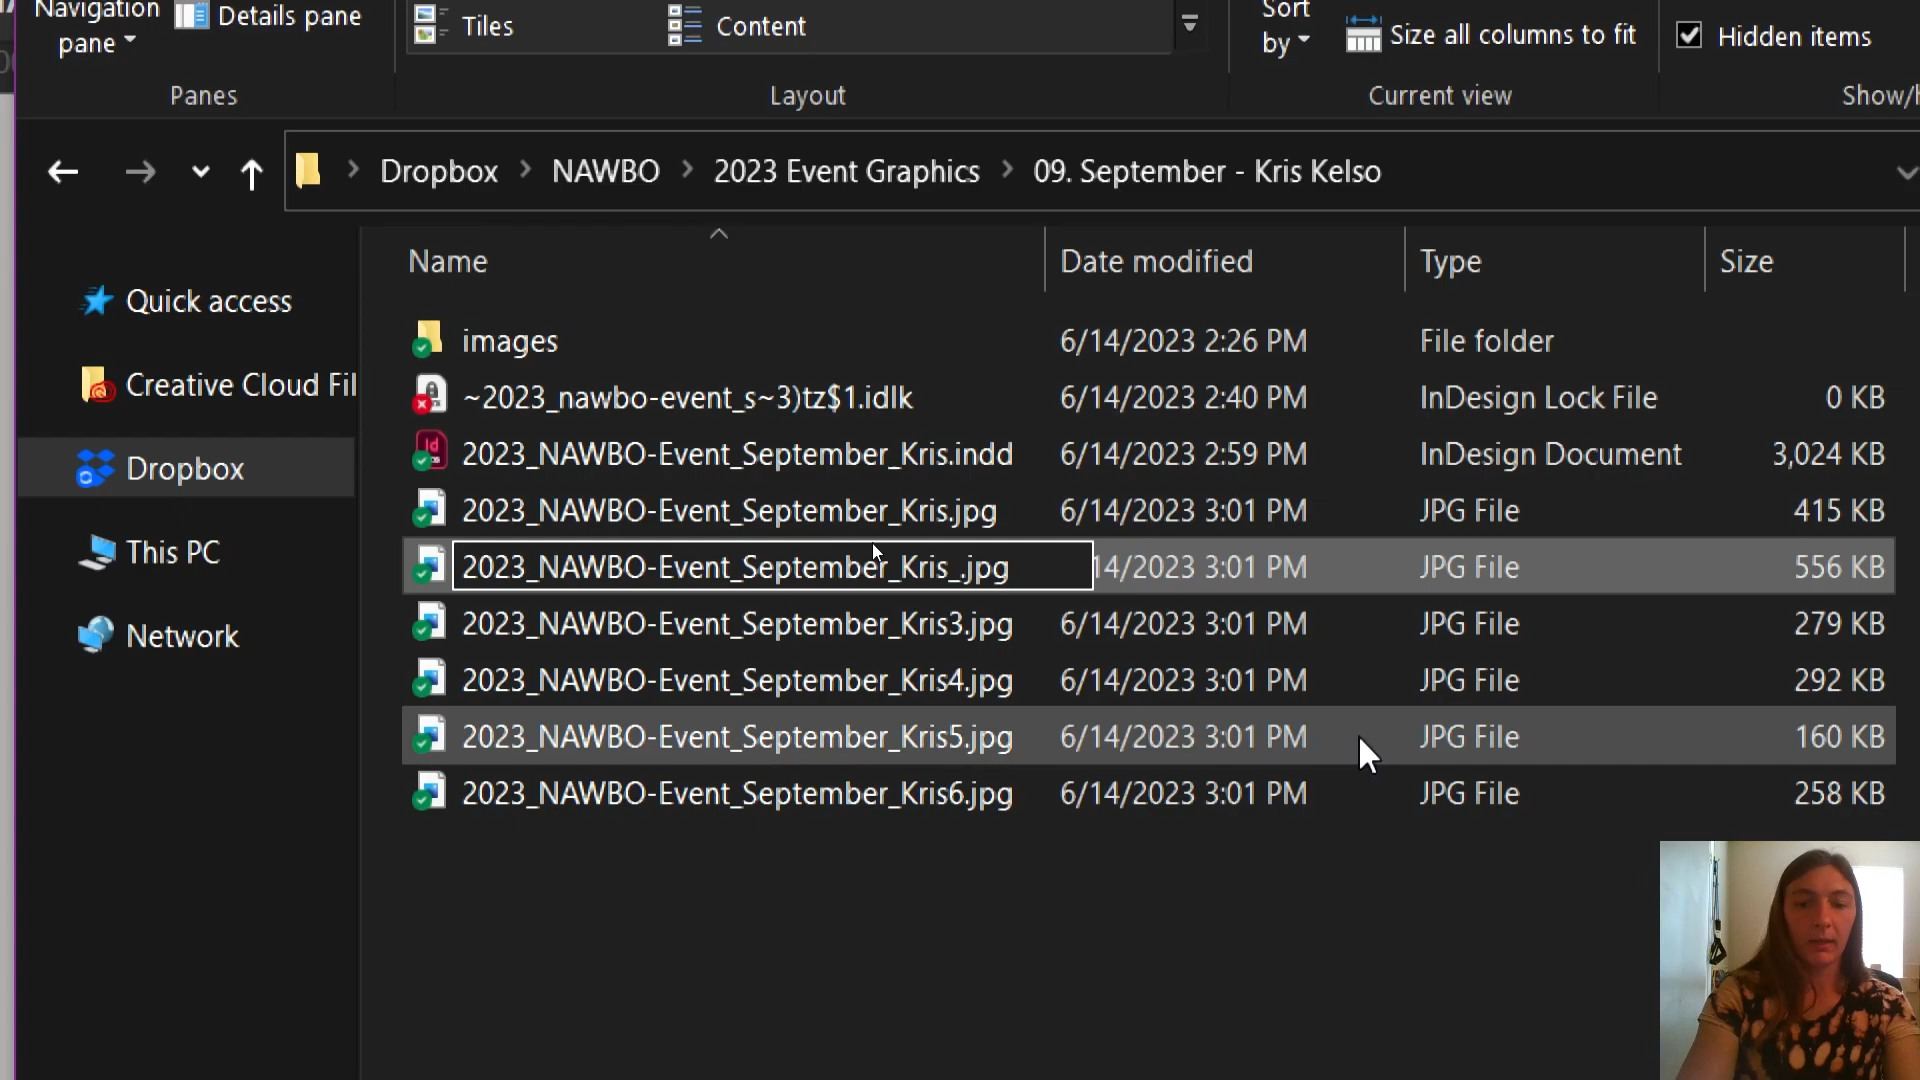 Navigation
pane
Details pane
Tiles
Content
Sort
by
Size all columns to fit
Hidden items
Panes
Layout
Current view
Dropbox > NAWBO > 2023 Event Graphics > 09. September - Kris Kelso
Name
Date modified
Type
Size
Quick access
Creative Cloud Fil
Dropbox
This PC
Network
images 6/14/2023 2:26 PM File folder
~2023_nawbo-event_s~3)tz$1.idlk 6/14/2023 2:40 PM InDesign Lock File 0 KB
2023_NAWBO-Event_September_Kris.indd 6/14/2023 2:59 PM InDesign Document 3,024 KB
2023_NAWBO-Event_September_Kris.jpg 6/14/2023 3:01 PM JPG File 415 KB
2023_NAWBO-Event_September_Kris_.jpg 14/2023 3:01 PM JPG File 556 KB
2023_NAWBO-Event_September_Kris3.jpg 6/14/2023 3:01 PM JPG File 279 KB
2023_NAWBO-Event_September_Kris4.jpg 6/14/2023 3:01 PM JPG File 292 KB
2023_NAWBO-Event_September_Kris5.jpg 6/14/2023 3:01 PM JPG File 160 KB
2023_NAWBO-Event_September_Kris6.jpg 6/14/2023 3:01 PM JPG File 258 KB